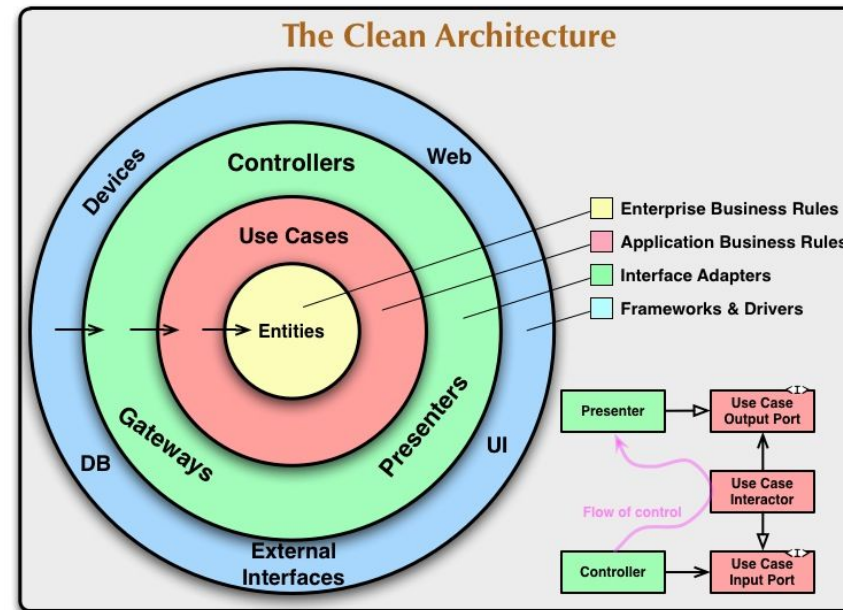 The Clean Architecture
Devices
Controllers
Web
Use Cases
Entities
Gateways
Presenters
DB
UI
External
Interfaces
Enterprise Business Rules
Application Business Rules
Interface Adapters
Frameworks & Drivers
Presenter
<I>
Use Case
Output Port
Flow of control
Use Case
Interactor
Controller
<I>
Use Case
Input Port